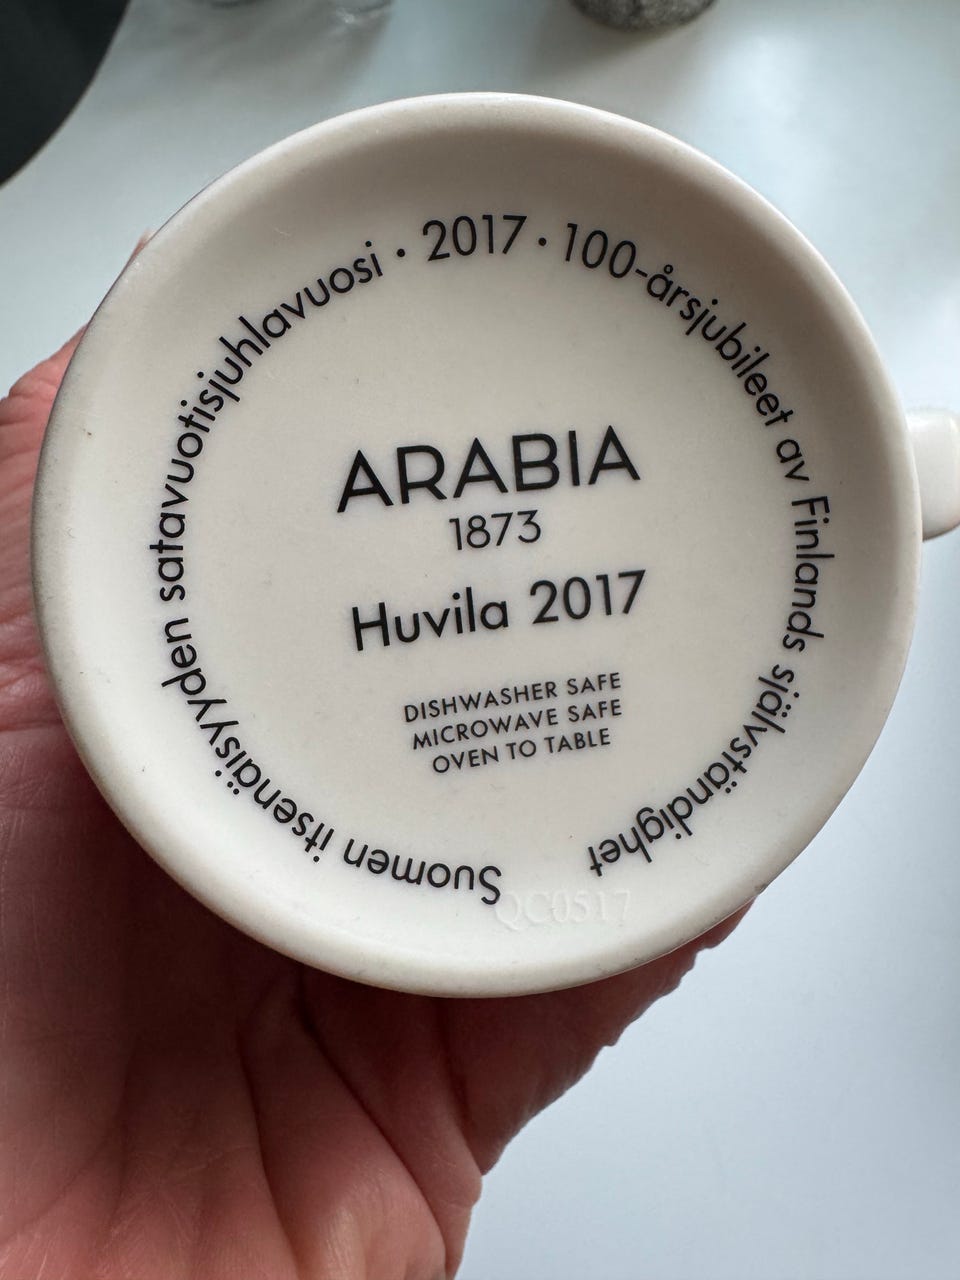 Suomen itsenäisyyden satavuotisjuhlavuosi · 2017 · 100-årsjubileet av Finlands självständighet
ARABIA
1873
Huvila 2017
DISHWASHER SAFE
MICROWAVE SAFE
OVEN TO TABLE
QC0517